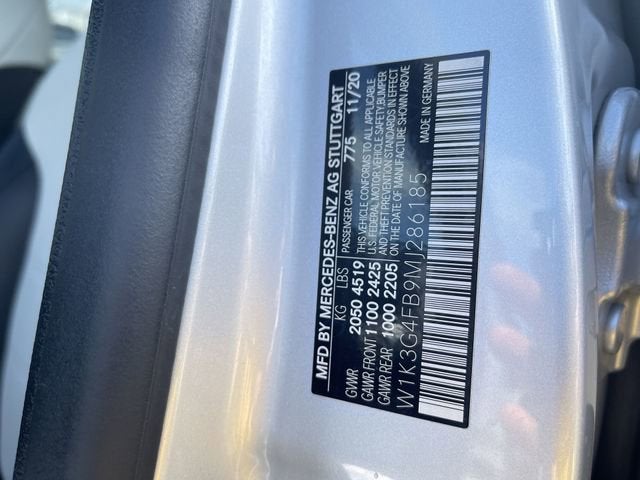 MFD BY MERCEDES-BENZ AG STUTTGART
PASSENGER CAR 775 11/20
KG LBS
GVWR 2050 4519
GAWR FRONT 1100 2425
GAWR REAR 1000 2205
THIS VEHICLE CONFORMS TO ALL APPLICABLE
U.S. FEDERAL MOTOR VEHICLE SAFETY, BUMPER
AND THEFT PREVENTION STANDARDS IN EFFECT
ON THE DATE OF MANUFACTURE SHOWN ABOVE
W1K3G4FB9MJ286185
MADE IN GERMANY